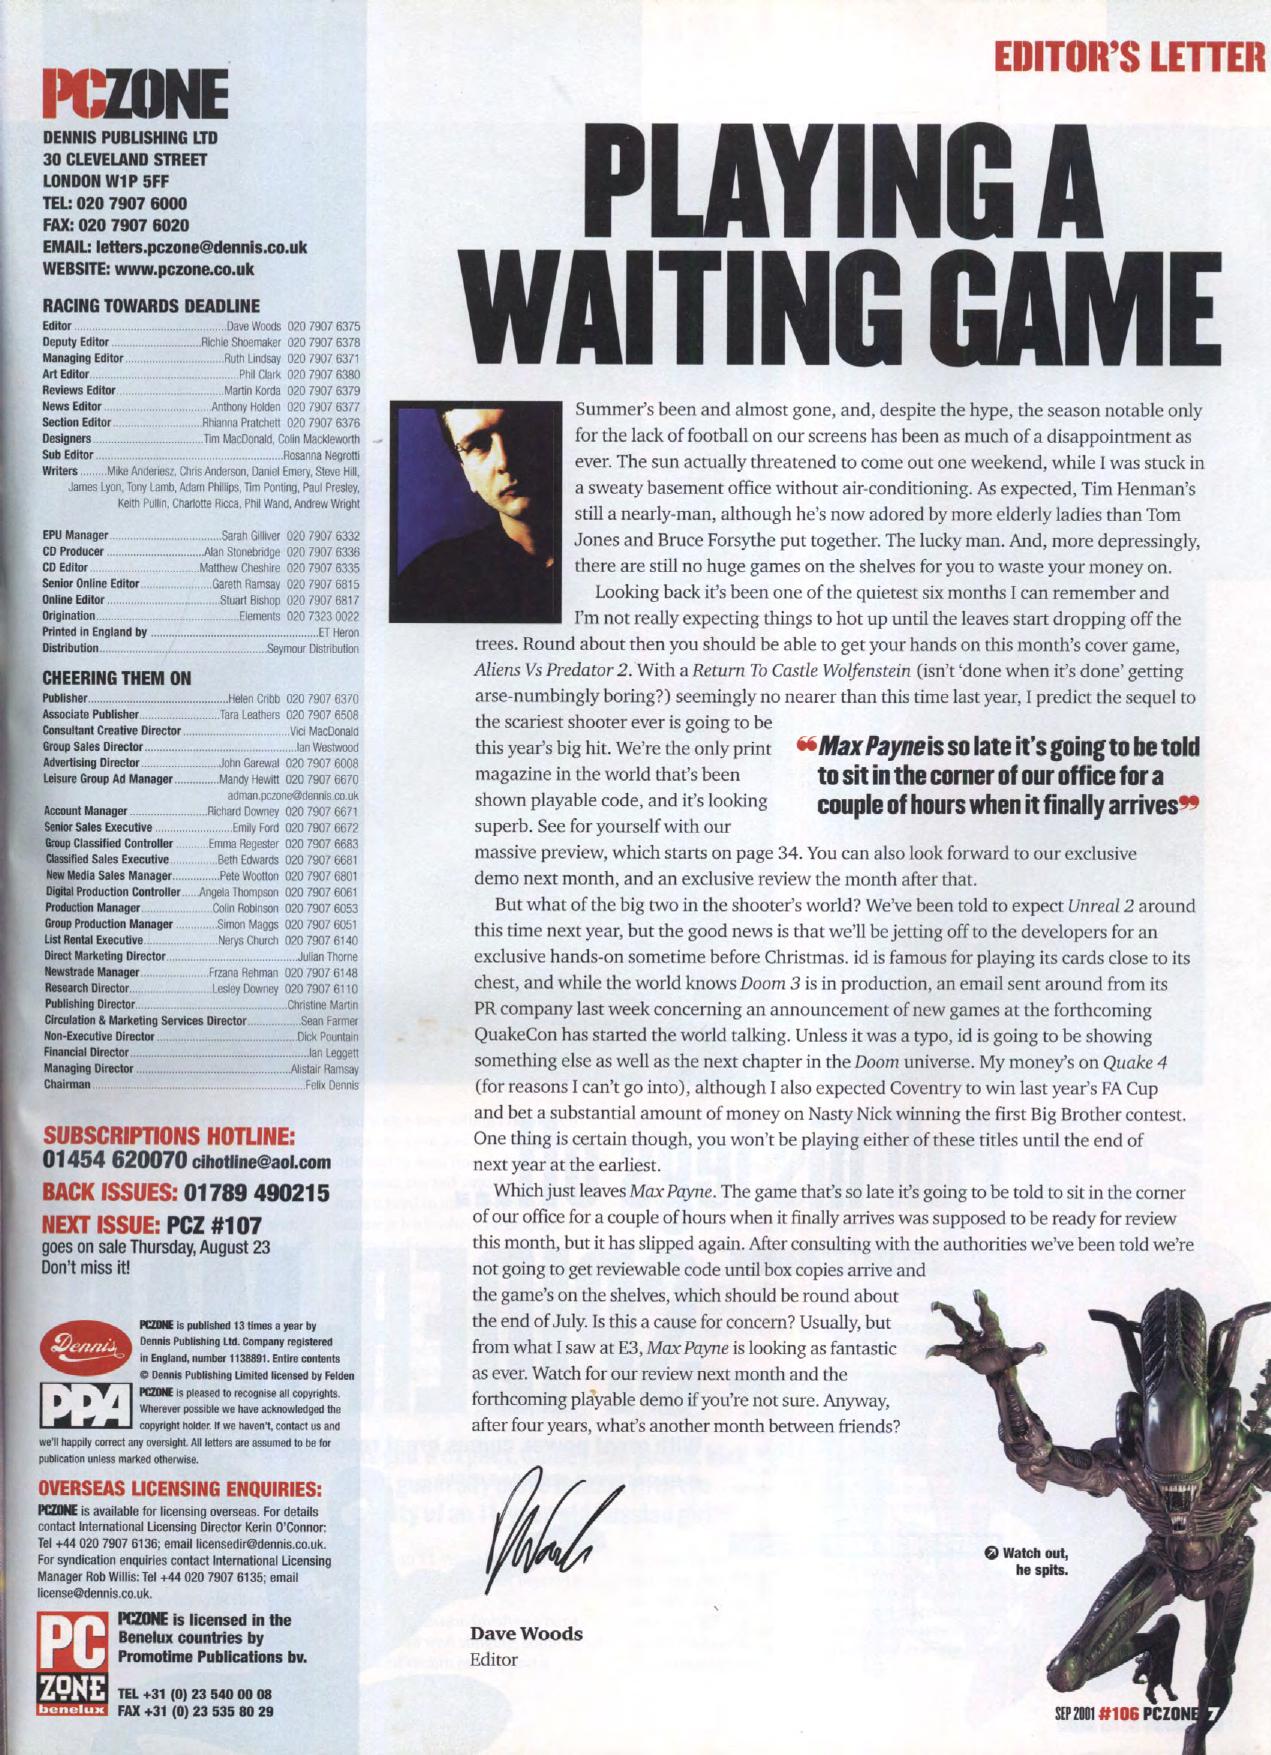 EDITOR'S LETTER
PCZONE
DENNIS PUBLISHING LTD
30 CLEVELAND STREET
LONDON W1P 5FF
TEL: 020 7907 6000
FAX: 020 7907 6020
EMAIL: letters.pczone@dennis.co.uk
WEBSITE: www.pczone.co.uk
RACING TOWARDS DEADLINE
Editor Dave Woods 020 7907 6375
Deputy Editor Richie Shoemaker 020 7907 6378
Managing Editor Ruth Lindsay 020 7907 6371
Art Editor Phil Clark 020 7907 6380
Reviews Editor Martin Korda 020 7907 6379
News Editor Anthony Holden 020 7907 6377
Section Editor Rhianna Pratchett 020 7907 6376
Designers Tim MacDonald, Colin Mackleworth
Sub Editor Rosanna Negrotti
Writers Mike Anderiesz, Chris Anderson, Daniel Emery, Steve Hill,
James Lyon, Tony Lamb, Adam Phillips, Tim Ponting, Paul Presley,
Keith Pullin, Charlotte Ricca, Phil Wand, Andrew Wright
EPU Manager Sarah Gilliver 020 7907 6332
CD Producer Alan Stonebridge 020 7907 6336
CD Editor Matthew Cheshire 020 7907 6335
Senior Online Editor Gareth Ramsay 020 7907 6815
Online Editor Stuart Bishop 020 7907 6817
Origination Elements 020 7323 0022
Printed in England by ET Heron
Distribution Seymour Distribution
CHEERING THEM ON
Publisher Helen Cribb 020 7907 6370
Associate Publisher Tara Leathers 020 7907 6508
Consultant Creative Director Vici MacDonald
Group Sales Director Ian Westwood
Advertising Director John Garewal 020 7907 6008
Leisure Group Ad Manager Mandy Hewitt 020 7907 6670
adman.pczone@dennis.co.uk
Account Manager Richard Downey 020 7907 6671
Senior Sales Executive Emily Ford 020 7907 6672
Group Classified Controller Emma Regester 020 7907 6683
Classified Sales Executive Beth Edwards 020 7907 6681
New Media Sales Manager Pete Wootton 020 7907 6801
Digital Production Controller Angela Thompson 020 7907 6061
Production Manager Colin Robinson 020 7907 6053
Group Production Manager Simon Maggs 020 7907 6051
List Rental Executive Nerys Church 020 7907 6140
Direct Marketing Director Julian Thorne
Newstrade Manager Frzana Rehman 020 7907 6148
Research Director Lesley Downey 020 7907 6110
Publishing Director Christine Martin
Circulation & Marketing Services Director Sean Farmer
Non-Executive Director Dick Pountain
Financial Director Ian Leggett
Managing Director Alistair Ramsay
Chairman Felix Dennis
SUBSCRIPTIONS HOTLINE:
01454 620070 cihotline@aol.com
BACK ISSUES: 01789 490215
NEXT ISSUE: PCZ #107
goes on sale Thursday, August 23
Don't miss it!
Dennis
PPA
PCZONE is published 13 times a year by
Dennis Publishing Ltd. Company registered
in England, number 1138891. Entire contents
© Dennis Publishing Limited licensed by Felden
PCZONE is pleased to recognise all copyrights.
Wherever possible we have acknowledged the
copyright holder. If we haven't, contact us and
we'll happily correct any oversight. All letters are assumed to be for
publication unless marked otherwise.
OVERSEAS LICENSING ENQUIRIES:
PCZONE is available for licensing overseas. For details
contact International Licensing Director Kerin O'Connor:
Tel +44 020 7907 6136; email licensedir@dennis.co.uk.
For syndication enquiries contact International Licensing
Manager Rob Willis: Tel +44 020 7907 6135; email
license@dennis.co.uk.
PC
ZONE
benelux
PCZONE is licensed in the
Benelux countries by
Promotime Publications bv.
TEL +31 (0) 23 540 00 08
FAX +31 (0) 23 535 80 29
PLAYING A
WAITING GAME
Summer's been and almost gone, and, despite the hype, the season notable only
for the lack of football on our screens has been as much of a disappointment as
ever. The sun actually threatened to come out one weekend, while I was stuck in
a sweaty basement office without air-conditioning. As expected, Tim Henman's
still a nearly-man, although he's now adored by more elderly ladies than Tom
Jones and Bruce Forsythe put together. The lucky man. And, more depressingly,
there are still no huge games on the shelves for you to waste your money on.
Looking back it's been one of the quietest six months I can remember and
I'm not really expecting things to hot up until the leaves start dropping off the
trees. Round about then you should be able to get your hands on this month's cover game,
Aliens Vs Predator 2. With a Return To Castle Wolfenstein (isn't 'done when it's done' getting
arse-numbingly boring?) seemingly no nearer than this time last year, I predict the sequel to
the scariest shooter ever is going to be
this year's big hit. We're the only print
magazine in the world that's been
shown playable code, and it's looking
superb. See for yourself with our
massive preview, which starts on page 34. You can also look forward to our exclusive
demo next month, and an exclusive review the month after that.
“Max Payne is so late it's going to be told
to sit in the corner of our office for a
couple of hours when it finally arrives”
But what of the big two in the shooter's world? We've been told to expect Unreal 2 around
this time next year, but the good news is that we'll be jetting off to the developers for an
exclusive hands-on sometime before Christmas. id is famous for playing its cards close to its
chest, and while the world knows Doom 3 is in production, an email sent around from its
PR company last week concerning an announcement of new games at the forthcoming
QuakeCon has started the world talking. Unless it was a typo, id is going to be showing
something else as well as the next chapter in the Doom universe. My money's on Quake 4
(for reasons I can't go into), although I also expected Coventry to win last year's FA Cup
and bet a substantial amount of money on Nasty Nick winning the first Big Brother contest.
One thing is certain though, you won't be playing either of these titles until the end of
next year at the earliest.
Which just leaves Max Payne. The game that's so late it's going to be told to sit in the corner
of our office for a couple of hours when it finally arrives was supposed to be ready for review
this month, but it has slipped again. After consulting with the authorities we've been told we're
not going to get reviewable code until box copies arrive and
the game's on the shelves, which should be round about
the end of July. Is this a cause for concern? Usually, but
from what I saw at E3, Max Payne is looking as fantastic
as ever. Watch for our review next month and the
forthcoming playable demo if you're not sure. Anyway,
after four years, what's another month between friends?
DWoods
Dave Woods
Editor
Watch out,
he spits.
SEP 2001 #106 PCZONE 7